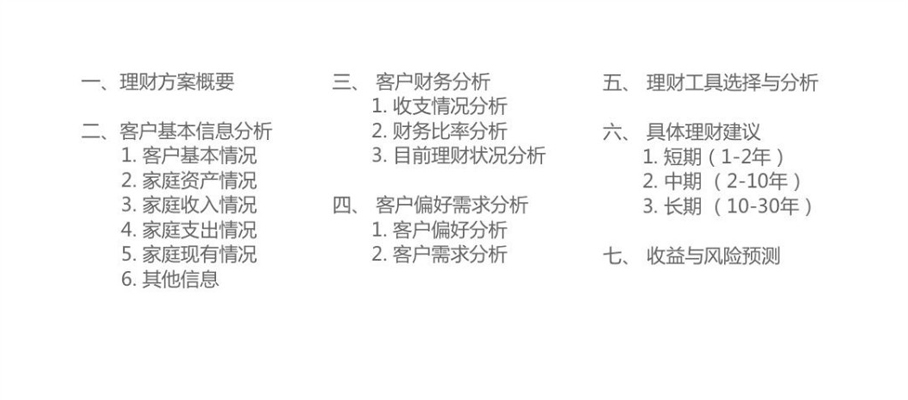 一、理财方案概要
二、客户基本信息分析
1. 客户基本情况
2. 家庭资产情况
3. 家庭收入情况
4. 家庭支出情况
5. 家庭现有情况
6. 其他信息
三、 客户财务分析
1. 收支情况分析
2. 财务比率分析
3. 目前理财状况分析
四、 客户偏好需求分析
1. 客户偏好分析
2. 客户需求分析
五、 理财工具选择与分析
六、 具体理财建议
1. 短期（1-2年）
2. 中期 （2-10年）
3. 长期 （10-30年）
七、 收益与风险预测